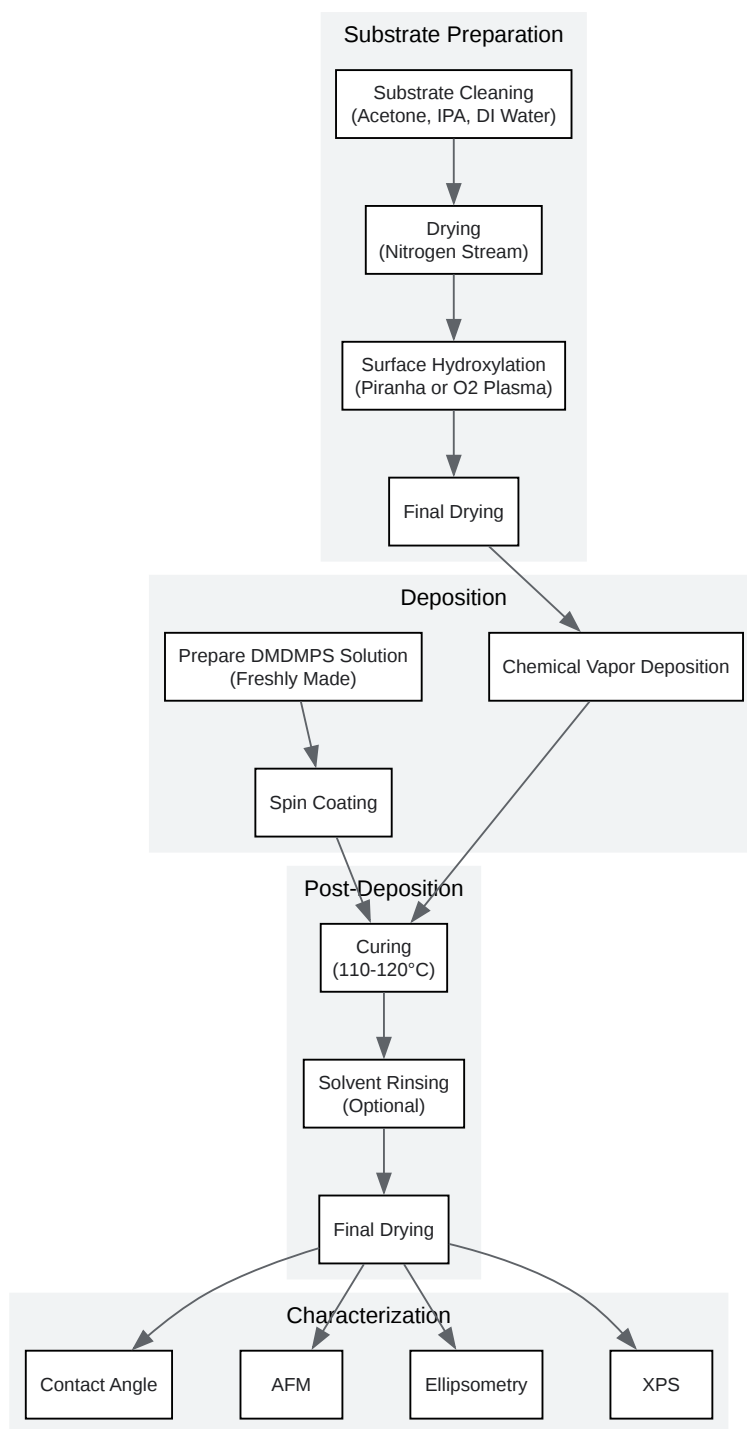 Substrate Preparation
Substrate Cleaning
(Acetone, IPA, DI Water)
Drying
(Nitrogen Stream)
Surface Hydroxylation
(Piranha or O2 Plasma)
Final Drying
Deposition
Prepare DMDMPS Solution
(Freshly Made)
Chemical Vapor Deposition
Spin Coating
Post-Deposition
Curing
(110-120°C)
Solvent Rinsing
(Optional)
Final Drying
Characterization
Contact Angle
AFM
Ellipsometry
XPS